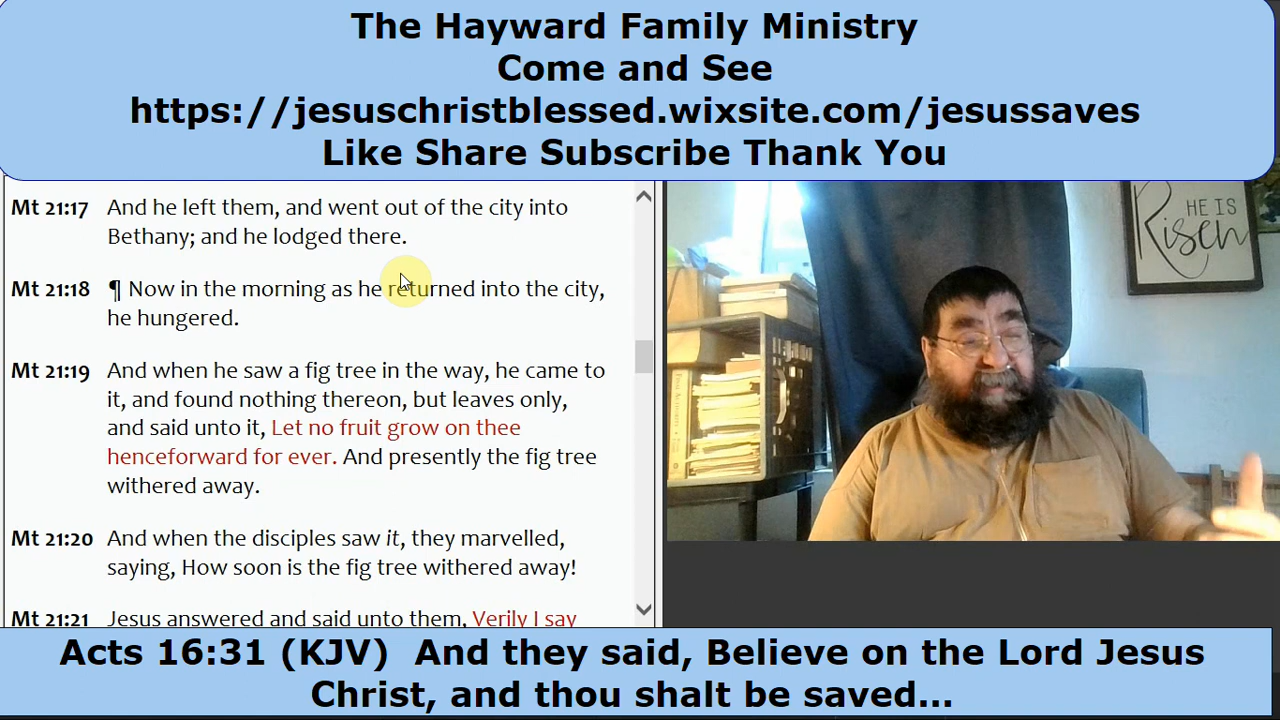 The Hayward Family Ministry
Come and See
https://jesuschristblessed.wixsite.com/jesussaves
Like Share Subscribe Thank You
Mt 21:17 And he left them, and went out of the city into
Bethany; and he lodged there.
Mt 21:18 ¶ Now in the morning as he returned into the city,
he hungered.
Mt 21:19 And when he saw a fig tree in the way, he came to
it, and found nothing thereon, but leaves only,
and said unto it, Let no fruit grow on thee
henceforward for ever. And presently the fig tree
withered away.
Mt 21:20 And when the disciples saw it, they marvelled,
saying, How soon is the fig tree withered away!
Mt 21:21 Jesus answered and said unto them, Verily I say
HE IS
Risen
Acts 16:31 (KJV) And they said, Believe on the Lord Jesus
Christ, and thou shalt be saved...